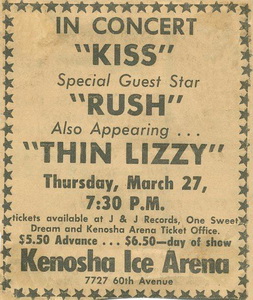 IN CONCERT
"KISS"
Special Guest Star
"RUSH"
Also Appearing . . .
"THIN LIZZY"
Thursday, March 27,
7:30 P.M.
tickets available at J & J Records, One Sweet
Dream and Kenosha Arena Ticket Office.
$5.50 Advance . . . $6.50—day of show
Kenosha Ice Arena
7727 60th Avenue